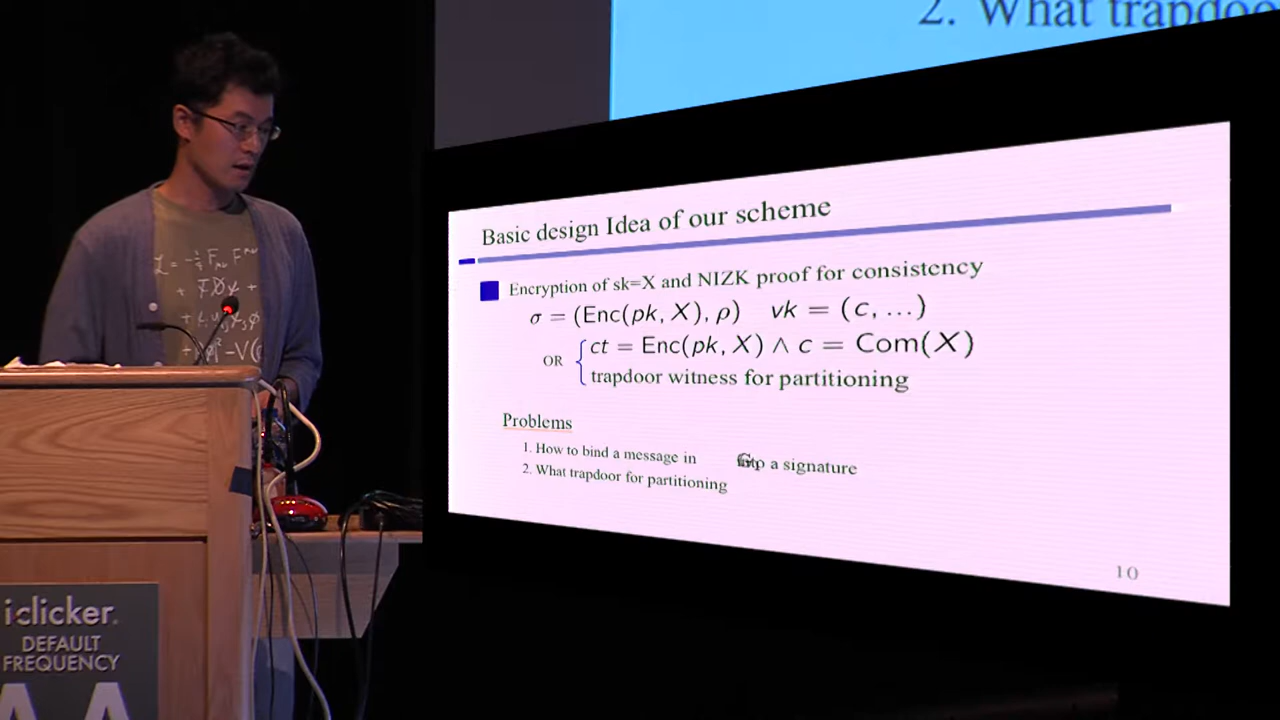 2. What trapdoo
Basic design Idea of our scheme
Encryption of sk=X and NIZK proof for consistency
σ = (Enc(pk, X), ρ) vk = (c, ...)
OR { ct = Enc(pk, X) ∧ c = Com(X)
trapdoor witness for partitioning
Problems
1. How to bind a message in a signature
2. What trapdoor for partitioning
10
iclicker.
DEFAULT
FREQUENCY
AA